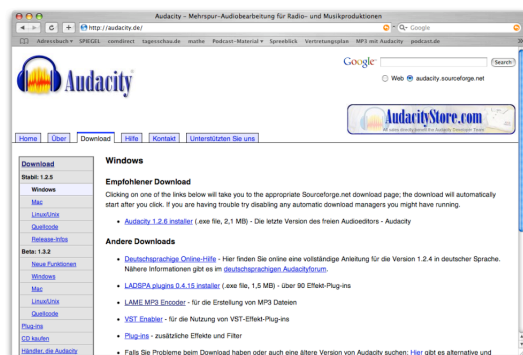 Audacity - Mehrspur-Audiobearbeitung für Radio- und Musikproduktionen
http://audacity.de/
Q- Google
Adressbuch SPIEGEL comdirect tagesschau.de mathe Podcast-Material Spreeblick Vertretungsplan MP3 mit Audacity podcast.de
Audacity
Google
Search
Web audacity.sourceforge.net
AudacityStore.com
All sales directly benefit the Audacity Developer Team
Home Über Download Hilfe Kontakt Unterstützten Sie uns
Download
Stabil: 1.2.5
Windows
Mac
Linux/Unix
Quellcode
Release-Infos
Beta: 1.3.2
Neue Funktionen
Windows
Mac
Linux/Unix
Quellcode
Plug-ins
CD kaufen
Händler, die Audacity
Windows
Empfohlener Download
Clicking on one of the links below will take you to the appropriate Sourceforge.net download page; the download will automatically
start after you click. If you are having trouble try disabling any automatic download managers you might have running.
• Audacity 1.2.6 installer (.exe file, 2,1 MB) - Die letzte Version des freien Audioeditors - Audacity
Andere Downloads
• Deutschsprachige Online-Hilfe - Hier finden Sie online eine vollständige Anleitung für die Version 1.2.4 in deutscher Sprache.
Nähere Informationen gibt es im deutschsprachigen Audacityforum.
• LADSPA plugins 0.4.15 installer (.exe file, 1,5 MB) - über 90 Effekt-Plug-ins
• LAME MP3 Encoder - für die Erstellung von MP3 Dateien
• VST Enabler - für die Nutzung von VST-Effekt-Plug-ins
• Plug-ins - zusätzliche Effekte und Filter
• Falls Sie Probleme beim Download haben oder auch eine ältere Version von Audacity suchen: Hier gibt es alternative und